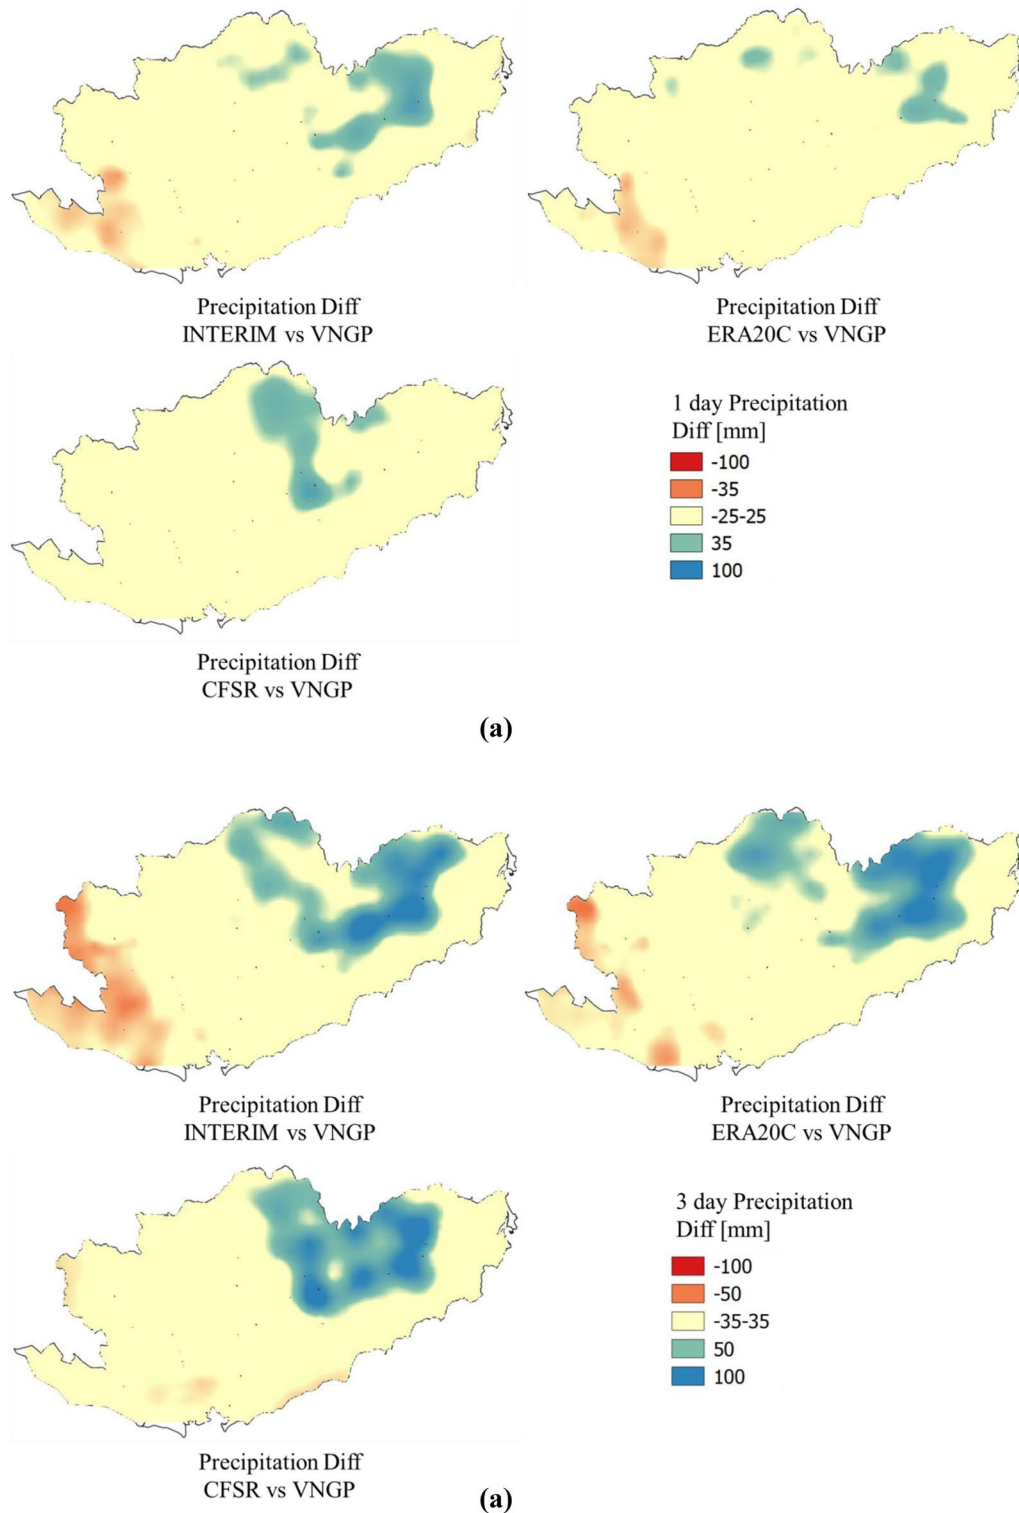 Precipitation Diff
INTERIM vs VNGP
Precipitation Diff
ERA20C vs VNGP
Precipitation Diff
CFSR vs VNGP
1 day Precipitation
Diff [mm]
-100
-35
-25-25
35
100
(a)
Precipitation Diff
INTERIM vs VNGP
Precipitation Diff
ERA20C vs VNGP
Precipitation Diff
CFSR vs VNGP
3 day Precipitation
Diff [mm]
-100
-50
-35-35
50
100
(a)